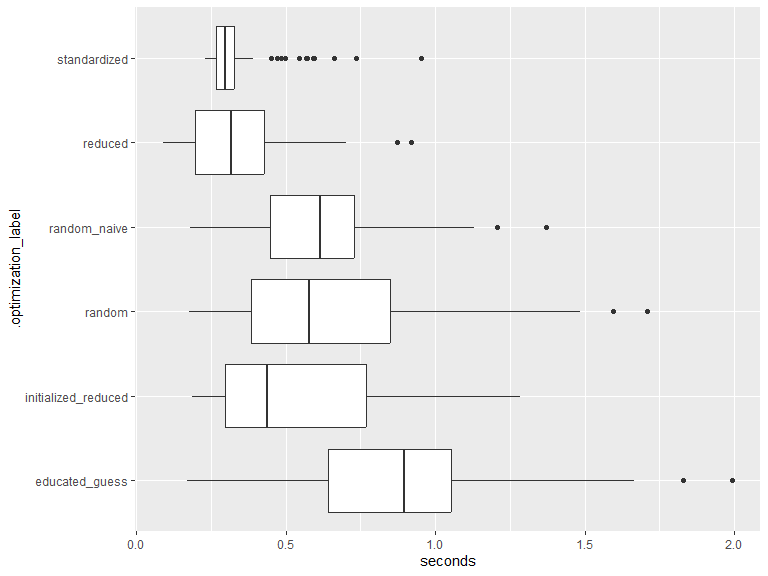 standardized
reduced
random_naive
random
initialized_reduced
educated_guess
.optimization_label
0.0 0.5 1.0 1.5 2.0
seconds